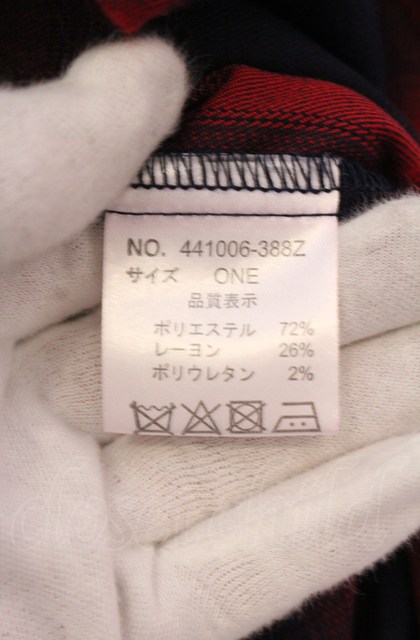 NO. 441006-388Z
サイズ ONE
品質表示
ポリエステル 72%
レーヨン 26%
ポリウレタン 2%